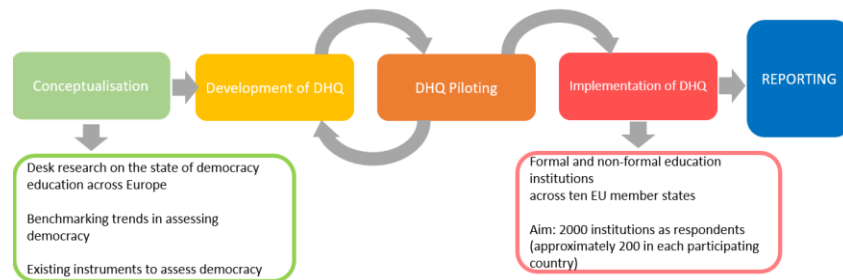 Conceptualisation
Development of DHQ
DHQ Piloting
Implementation of DHQ
REPORTING
Desk research on the state of democracy
education across Europe
Benchmarking trends in assessing
democracy
Existing instruments to assess democracy
Formal and non-formal education
institutions
across ten EU member states
Aim: 2000 institutions as respondents
(approximately 200 in each participating
country)